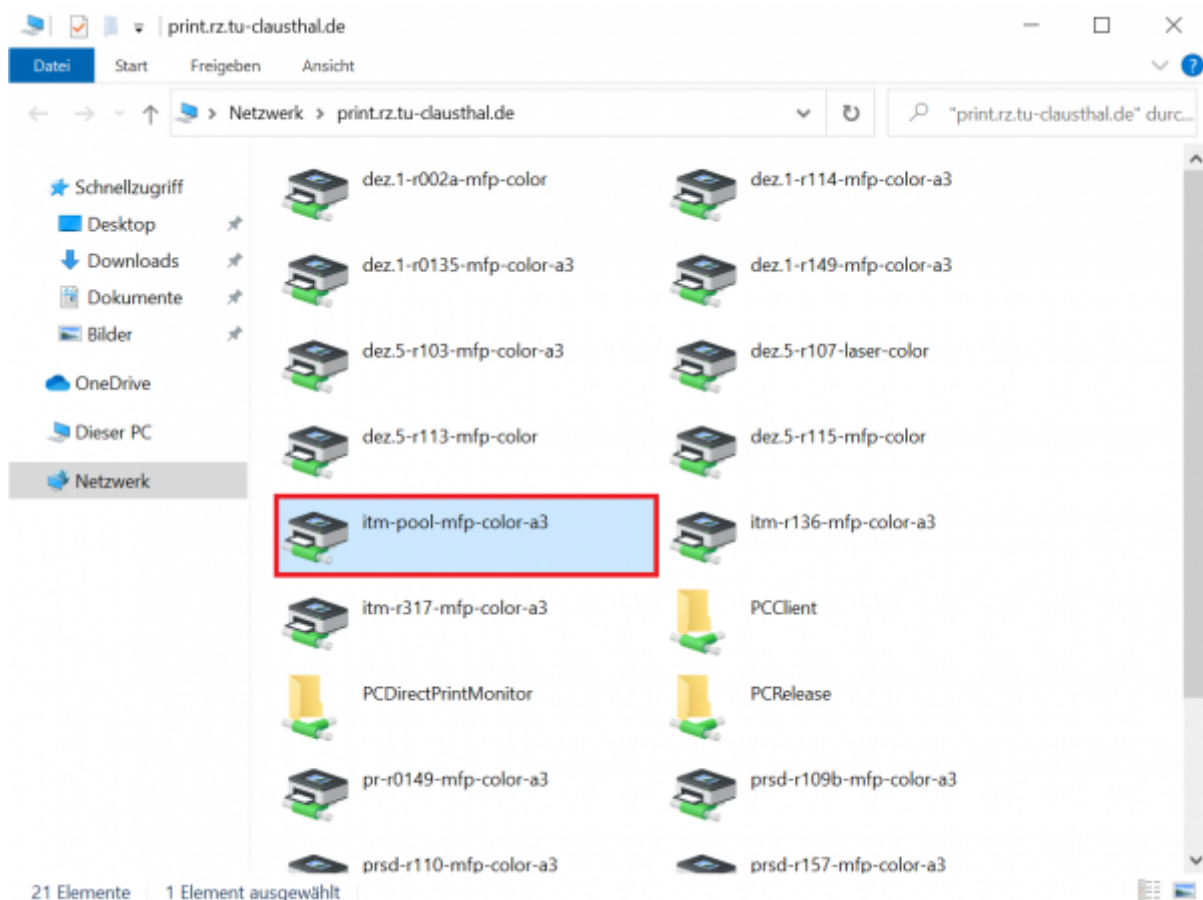 print.rz.tu-clausthal.de
Datei Start Freigeben Ansicht ?
Netzwerk > print.rz.tu-clausthal.de "print.rz.tu-clausthal.de" durc...
Schnellzugriff
Desktop
Downloads
Dokumente
Bilder
OneDrive
Dieser PC
Netzwerk
dez.1-r002a-mfp-color dez.1-r114-mfp-color-a3
dez.1-r0135-mfp-color-a3 dez.1-r149-mfp-color-a3
dez.5-r103-mfp-color-a3 dez.5-r107-laser-color
dez.5-r113-mfp-color dez.5-r115-mfp-color
itm-pool-mfp-color-a3 itm-r136-mfp-color-a3
itm-r317-mfp-color-a3 PCClient
PCDirectPrintMonitor PCRelease
pr-r0149-mfp-color-a3 prsd-r109b-mfp-color-a3
prsd-r110-mfp-color-a3 prsd-r157-mfp-color-a3
21 Elemente 1 Element ausgewählt